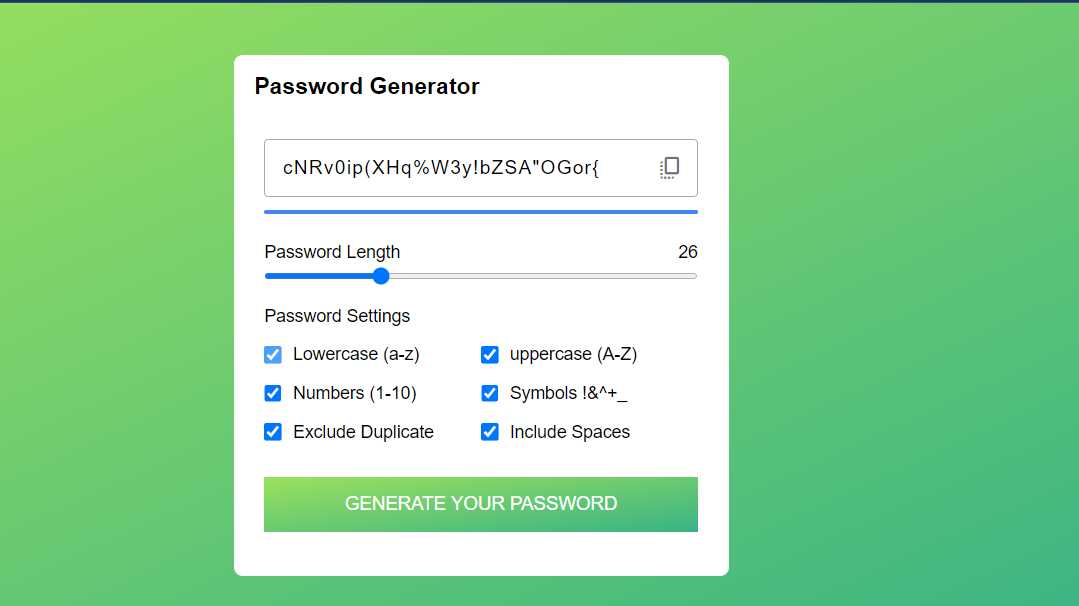 Password Generator
cNRv0ip(XHq%W3y!bZSA"OGor{
Password Length 26
Password Settings
Lowercase (a-z) uppercase (A-Z)
Numbers (1-10) Symbols !&^+_
Exclude Duplicate Include Spaces
GENERATE YOUR PASSWORD